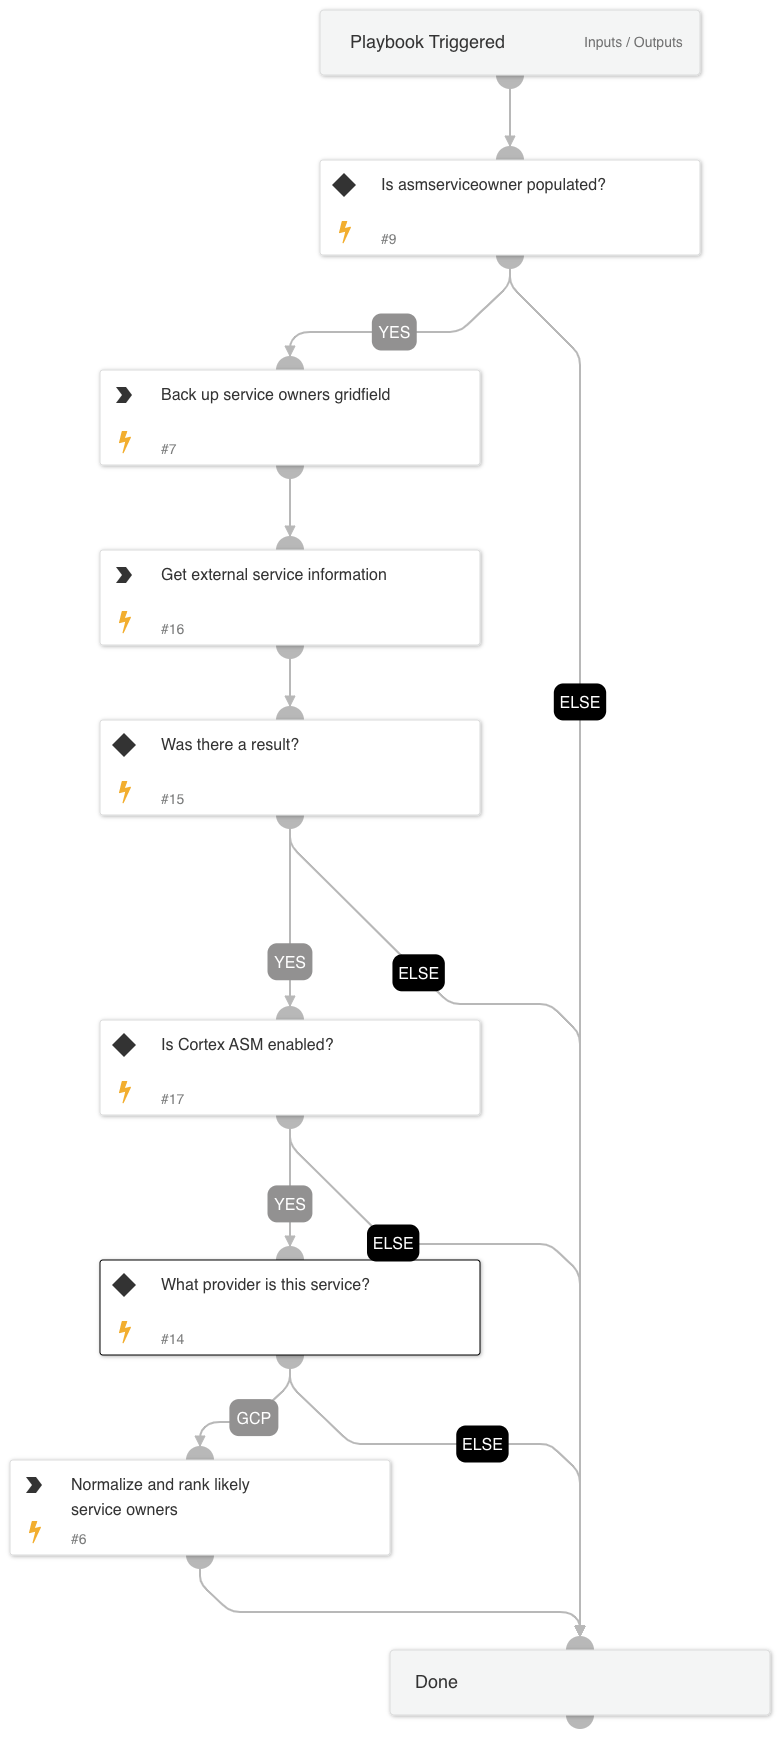 Playbook Triggered
Inputs / Outputs
Is asmserviceowner populated?
#9
YES
Back up service owners gridfield
#7
Get external service information
#16
ELSE
Was there a result?
#15
YES
ELSE
Is Cortex ASM enabled?
#17
YES
ELSE
What provider is this service?
#14
GCP
ELSE
Normalize and rank likely
service owners
#6
Done